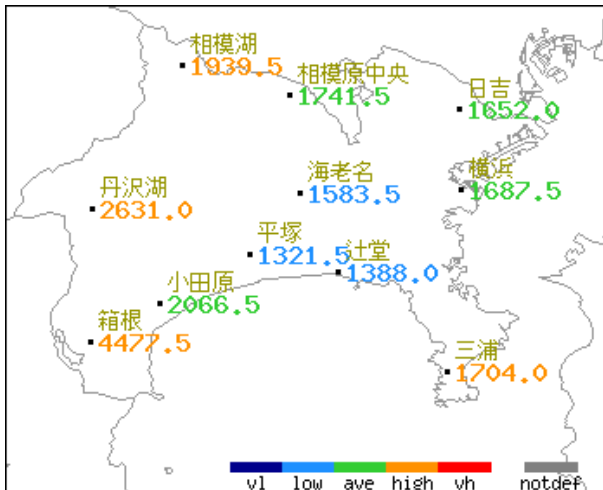 相模湖
1939.5
相模原中央
1741.5
日吉
1652.0
海老名
1583.5
横浜
1687.5
丹沢湖
2631.0
平塚
1321.5
辻堂
1388.0
小田原
2066.5
箱根
4477.5
三浦
1704.0
vl low ave high vh notdef